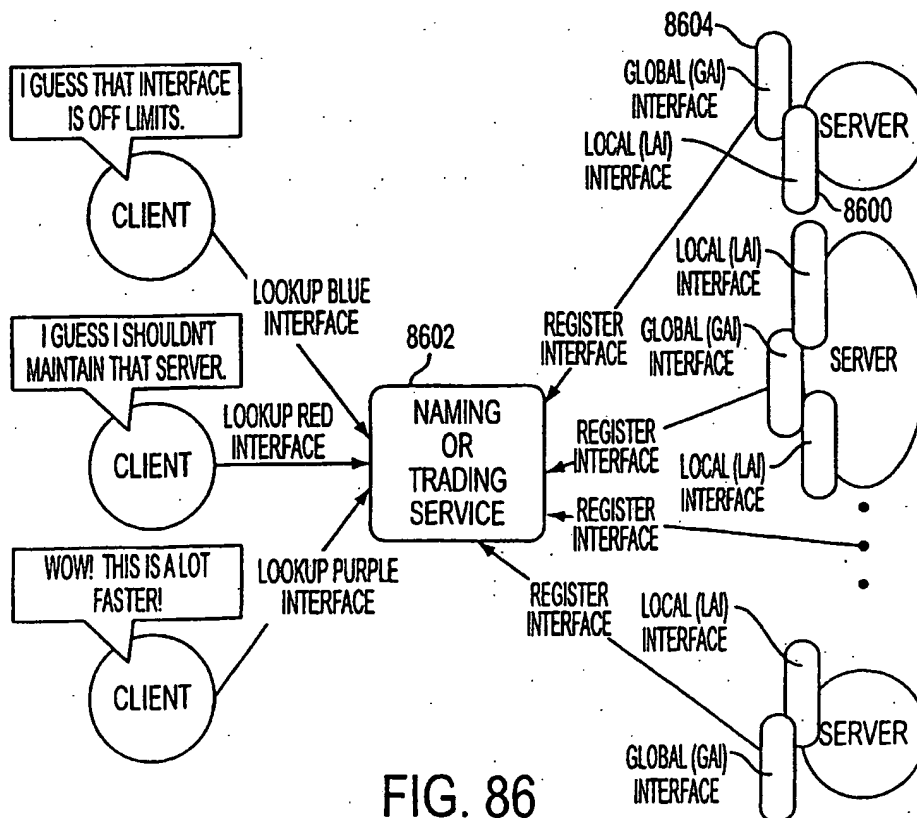 8604
I GUESS THAT INTERFACE
IS OFF LIMITS.
CLIENT
GLOBAL (GAI)
INTERFACE
SERVER
LOCAL (LAI)
INTERFACE
8600
LOOKUP BLUE
INTERFACE
LOCAL (LAI)
INTERFACE
I GUESS I SHOULDN'T
MAINTAIN THAT SERVER.
CLIENT
LOOKUP RED
INTERFACE
8602
NAMING
OR
TRADING
SERVICE
REGISTER
INTERFACE
GLOBAL (GAI)
INTERFACE
SERVER
REGISTER
INTERFACE
LOCAL (LAI)
INTERFACE
REGISTER
INTERFACE
WOW! THIS IS A LOT
FASTER!
CLIENT
LOOKUP PURPLE
INTERFACE
REGISTER
INTERFACE
LOCAL (LAI)
INTERFACE
SERVER
GLOBAL (GAI)
INTERFACE
FIG. 86